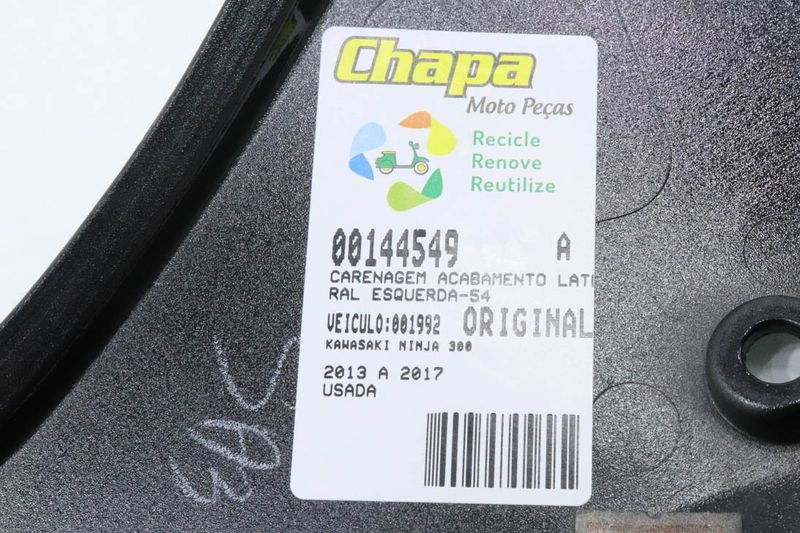 Chapa
Moto Peças
Recicle
Renove
Reutilize
00144549 A
CARENAGEM ACABAMENTO LATE
RAL ESQUERDA-54
VEICULO:001992 ORIGINAL
KAWASAKI NINJA 300
2013 A 2017
USADA